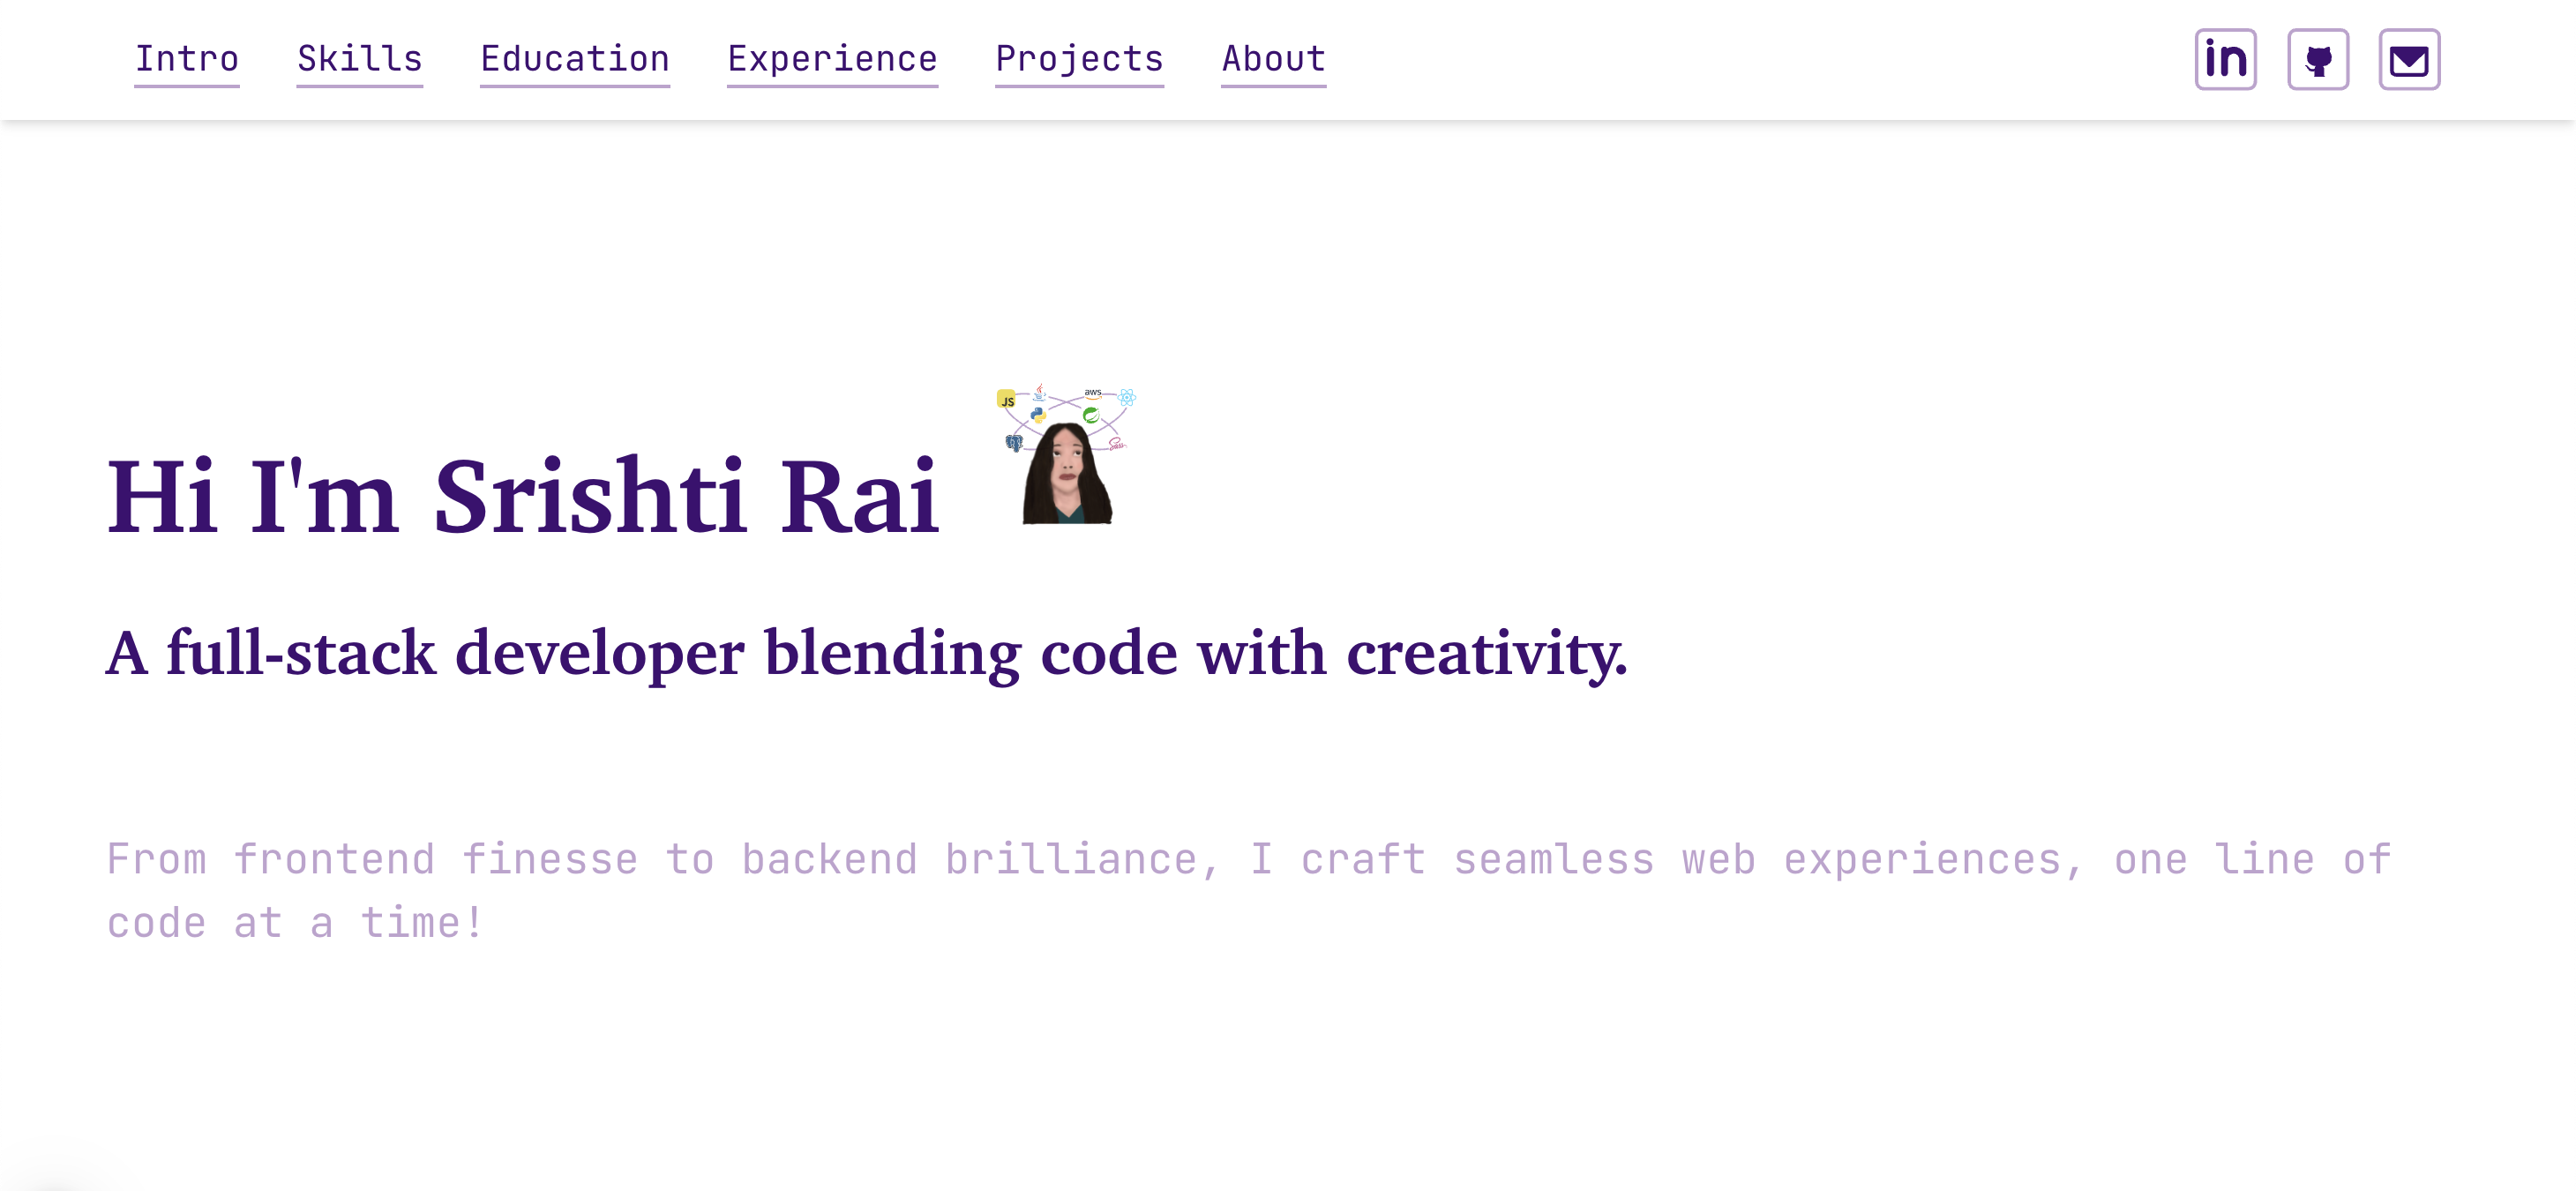 Intro Skills Education Experience Projects About
in
JS
aws
Hi I'm Srishti Rai
A full-stack developer blending code with creativity.
From frontend finesse to backend brilliance, I craft seamless web experiences, one line of
code at a time!